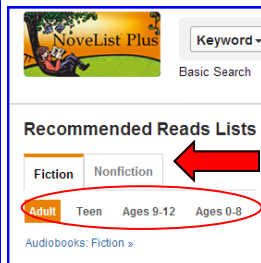 NoveList Plus
Keyword
Basic Search
Recommended Reads Lists
Fiction Nonfiction
Adult Teen Ages 9-12 Ages 0-8
Audiobooks: Fiction »